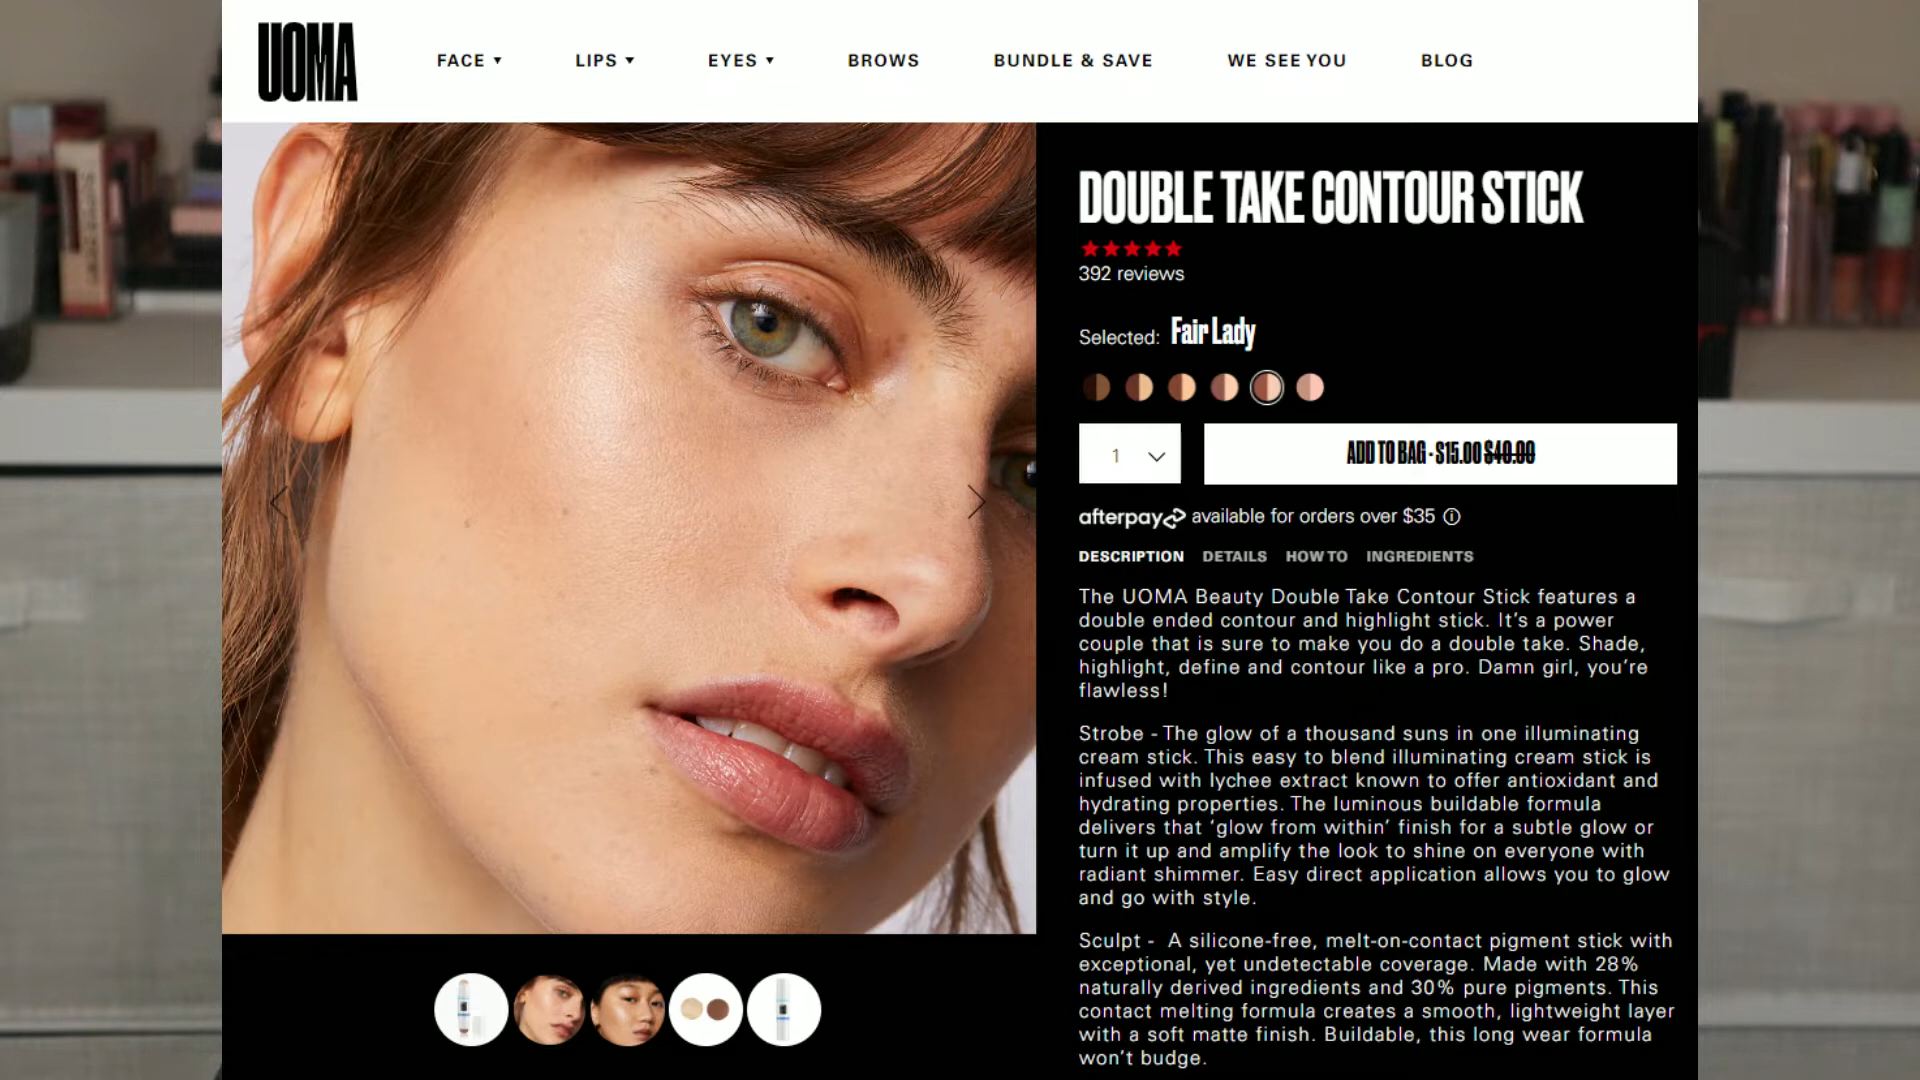 UOMA
FACE ▾ LIPS ▾ EYES ▾ BROWS BUNDLE & SAVE WE SEE YOU BLOG
DOUBLE TAKE CONTOUR STICK
392 reviews
Selected: Fair Lady
1
ADD TO BAG · $15.00 $40.00
afterpay available for orders over $35
DESCRIPTION DETAILS HOW TO INGREDIENTS
The UOMA Beauty Double Take Contour Stick features a
double ended contour and highlight stick. It’s a power
couple that is sure to make you do a double take. Shade,
highlight, define and contour like a pro. Damn girl, you’re
flawless!
Strobe - The glow of a thousand suns in one illuminating
cream stick. This easy to blend illuminating cream stick is
infused with lychee extract known to offer antioxidant and
hydrating properties. The luminous buildable formula
delivers that ‘glow from within’ finish for a subtle glow or
turn it up and amplify the look to shine on everyone with
radiant shimmer. Easy direct application allows you to glow
and go with style.
Sculpt - A silicone-free, melt-on-contact pigment stick with
exceptional, yet undetectable coverage. Made with 28%
naturally derived ingredients and 30% pure pigments. This
contact melting formula creates a smooth, lightweight layer
with a soft matte finish. Buildable, this long wear formula
won’t budge.